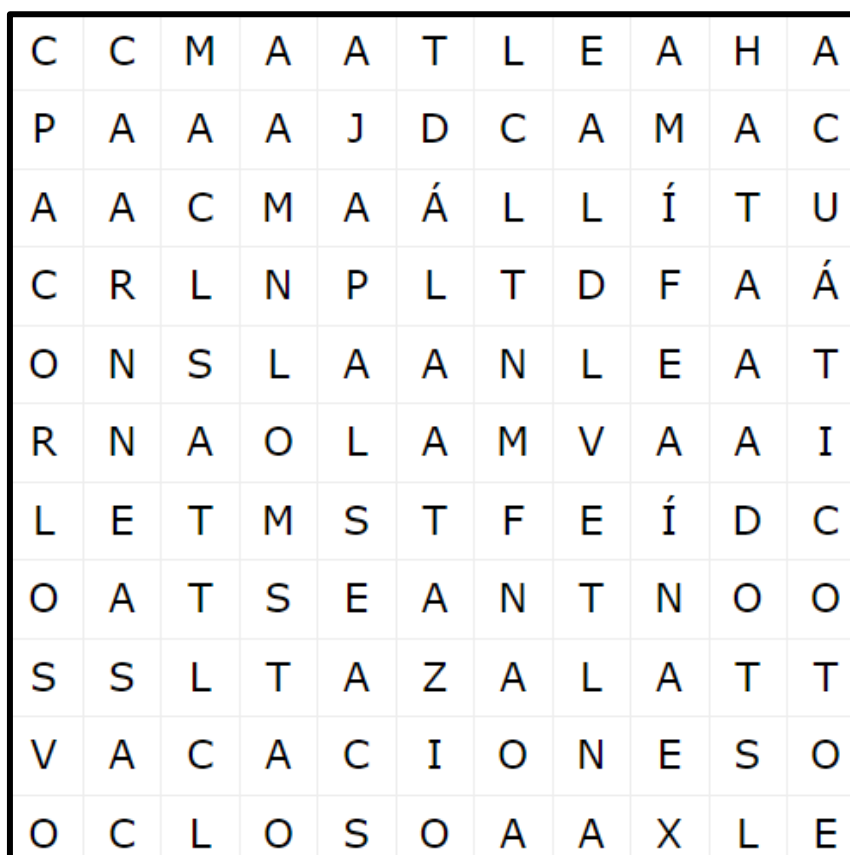 C C M A A T L E A H A
P A A A J D C A M A C
A A C M A Á L L Í T U
C R L N P L T D F A Á
O N S L A A N L E A T
R N A O L A M V A A I
L E T M S T F E Í D C
O A T S E A N T N O O
S S L T A Z A L A T T
V A C A C I O N E S O
O C L O S O A A X L E